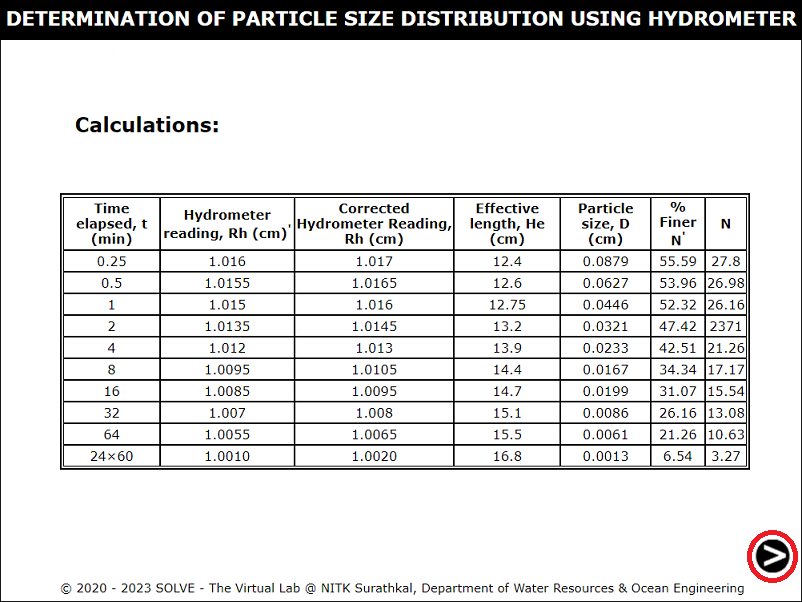 DETERMINATION OF PARTICLE SIZE DISTRIBUTION USING HYDROMETER
Calculations:
Time elapsed, t (min) | Hydrometer reading, Rh (cm)' | Corrected Hydrometer Reading, Rh (cm) | Effective length, He (cm) | Particle size, D (cm) | % Finer N' | N
0.25 | 1.016 | 1.017 | 12.4 | 0.0879 | 55.59 | 27.8
0.5 | 1.0155 | 1.0165 | 12.6 | 0.0627 | 53.96 | 26.98
1 | 1.015 | 1.016 | 12.75 | 0.0446 | 52.32 | 26.16
2 | 1.0135 | 1.0145 | 13.2 | 0.0321 | 47.42 | 2371
4 | 1.012 | 1.013 | 13.9 | 0.0233 | 42.51 | 21.26
8 | 1.0095 | 1.0105 | 14.4 | 0.0167 | 34.34 | 17.17
16 | 1.0085 | 1.0095 | 14.7 | 0.0199 | 31.07 | 15.54
32 | 1.007 | 1.008 | 15.1 | 0.0086 | 26.16 | 13.08
64 | 1.0055 | 1.0065 | 15.5 | 0.0061 | 21.26 | 10.63
24×60 | 1.0010 | 1.0020 | 16.8 | 0.0013 | 6.54 | 3.27
© 2020 - 2023 SOLVE - The Virtual Lab @ NITK Surathkal, Department of Water Resources & Ocean Engineering